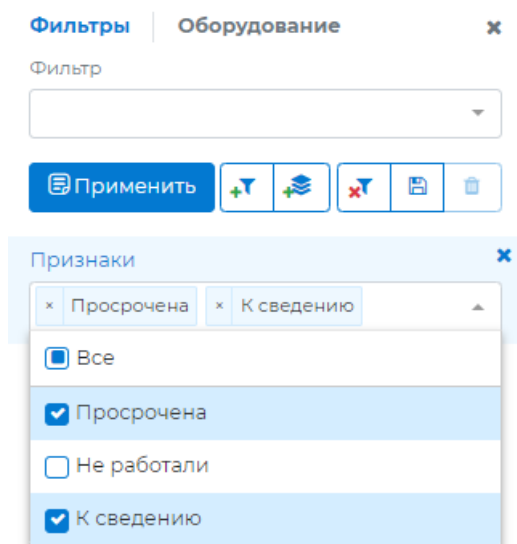 Фильтры Оборудование
Фильтр
Применить
Признаки
× Просрочена × К сведению
Все
Просрочена
Не работали
К сведению